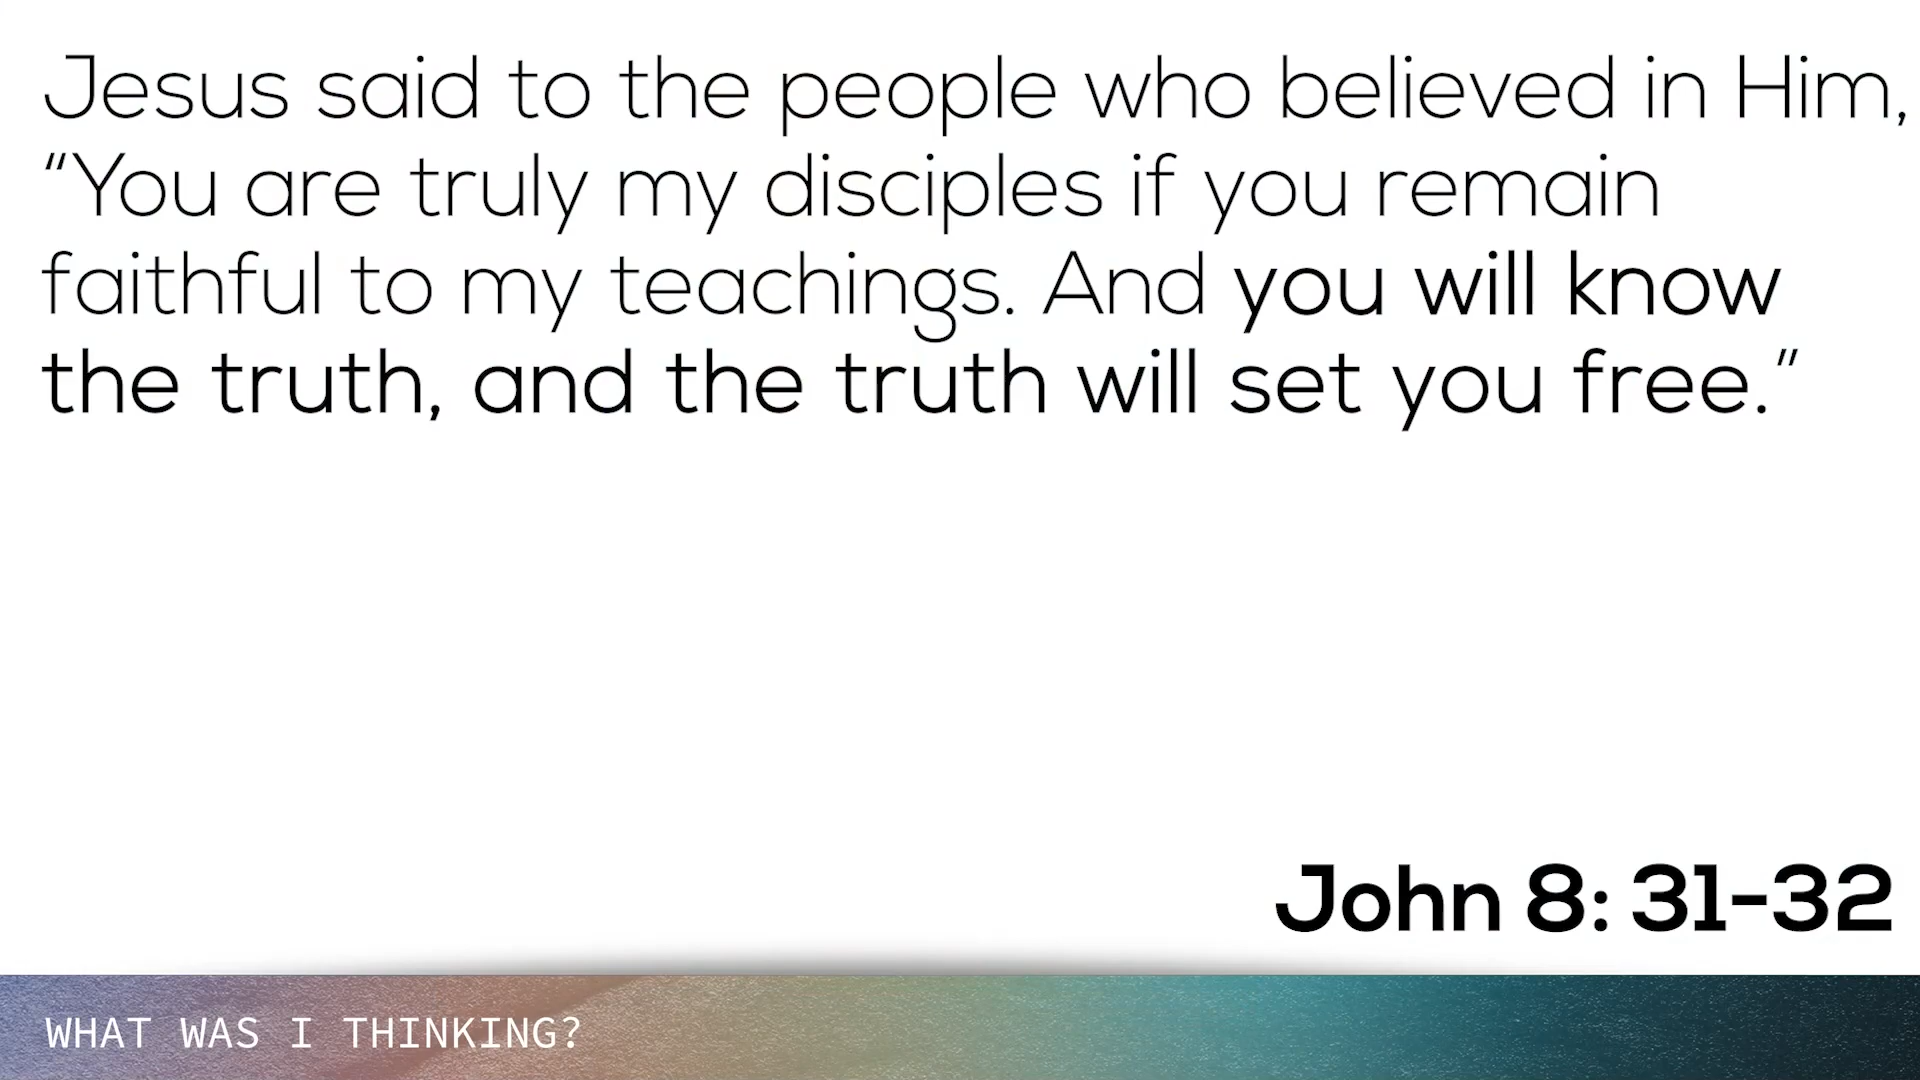 Jesus said to the people who believed in Him,
“You are truly my disciples if you remain
faithful to my teachings. And you will know
the truth, and the truth will set you free.”
John 8: 31-32
WHAT WAS I THINKING?